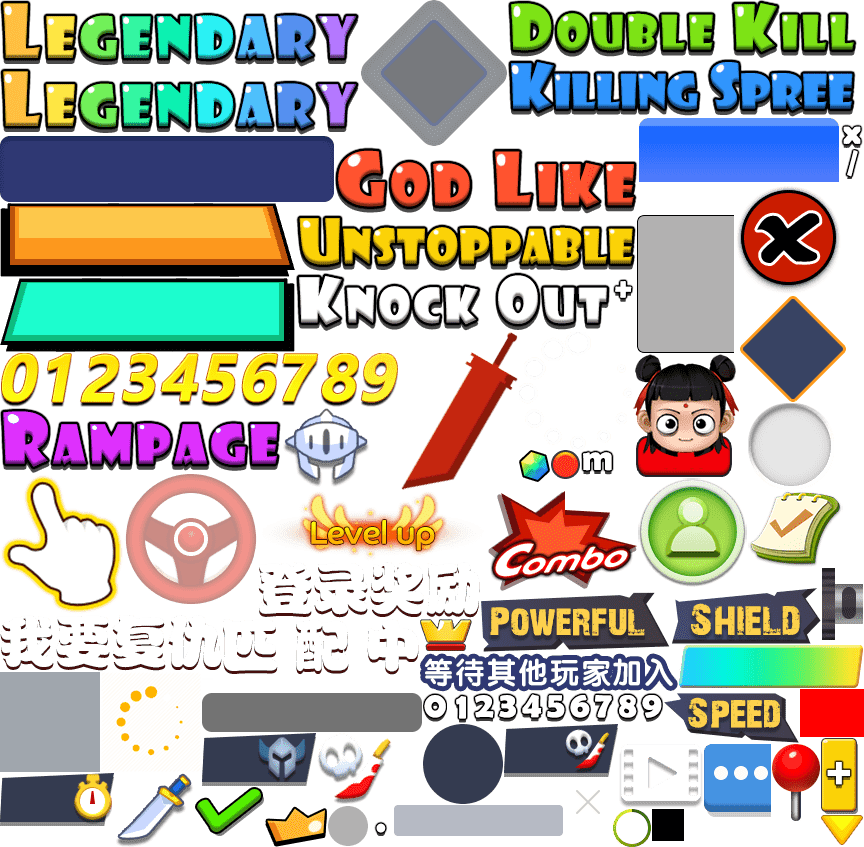 LEGENDARY
DOUBLE KILL
LEGENDARY
KILLING SPREE
x
/
GOD LIKE
UNSTOPPABLE
KNOCK OUT+
0123456789
RAMPAGE
m
Level up
Combo
登录奖励
POWERFUL
SHIELD
我要复仇匹配中
等待其他玩家加入
0123456789
SPEED